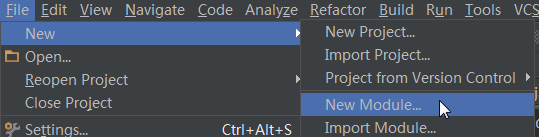 File Edit View Navigate Code Analyze Refactor Build Run Tools VCS
New
Open...
Reopen Project
Close Project
Settings... Ctrl+Alt+S
New Project...
Import Project...
Project from Version Control
New Module...
Import Module...